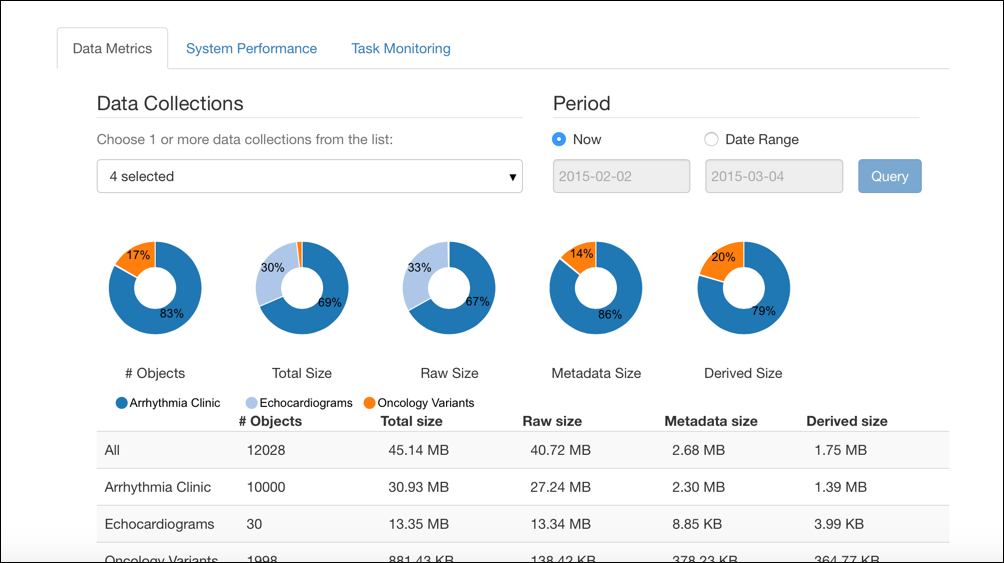 Data Metrics System Performance Task Monitoring
Data Collections Period
Choose 1 or more data collections from the list: Now Date Range
4 selected 2015-02-02 2015-03-04 Query
17% 83% 30% 69% 33% 67% 14% 86% 20% 79%
# Objects Total Size Raw Size Metadata Size Derived Size
Arrhythmia Clinic Echocardiograms Oncology Variants
# Objects Total size Raw size Metadata size Derived size
All 12028 45.14 MB 40.72 MB 2.68 MB 1.75 MB
Arrhythmia Clinic 10000 30.93 MB 27.24 MB 2.30 MB 1.39 MB
Echocardiograms 30 13.35 MB 13.34 MB 8.85 KB 3.99 KB
Oncology Variants 1998 881.43 KB 138.42 KB 378.23 KB 364.77 KB